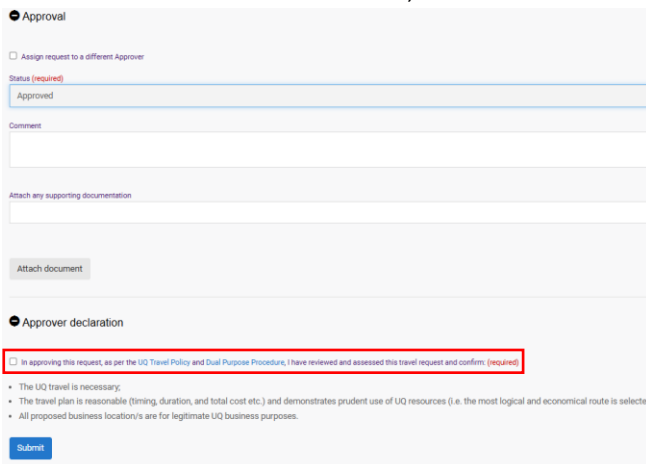 Approval
Assign request to a different Approver
Status (required)
Approved
Comment
Attach any supporting documentation
Attach document
Approver declaration
In approving this request, as per the UQ Travel Policy and Dual Purpose Procedure, I have reviewed and assessed this travel request and confirm: (required)
The UQ travel is necessary;
The travel plan is reasonable (timing, duration, and total cost etc.) and demonstrates prudent use of UQ resources (i.e. the most logical and economical route is selecte
All proposed business location/s are for legitimate UQ business purposes.
Submit